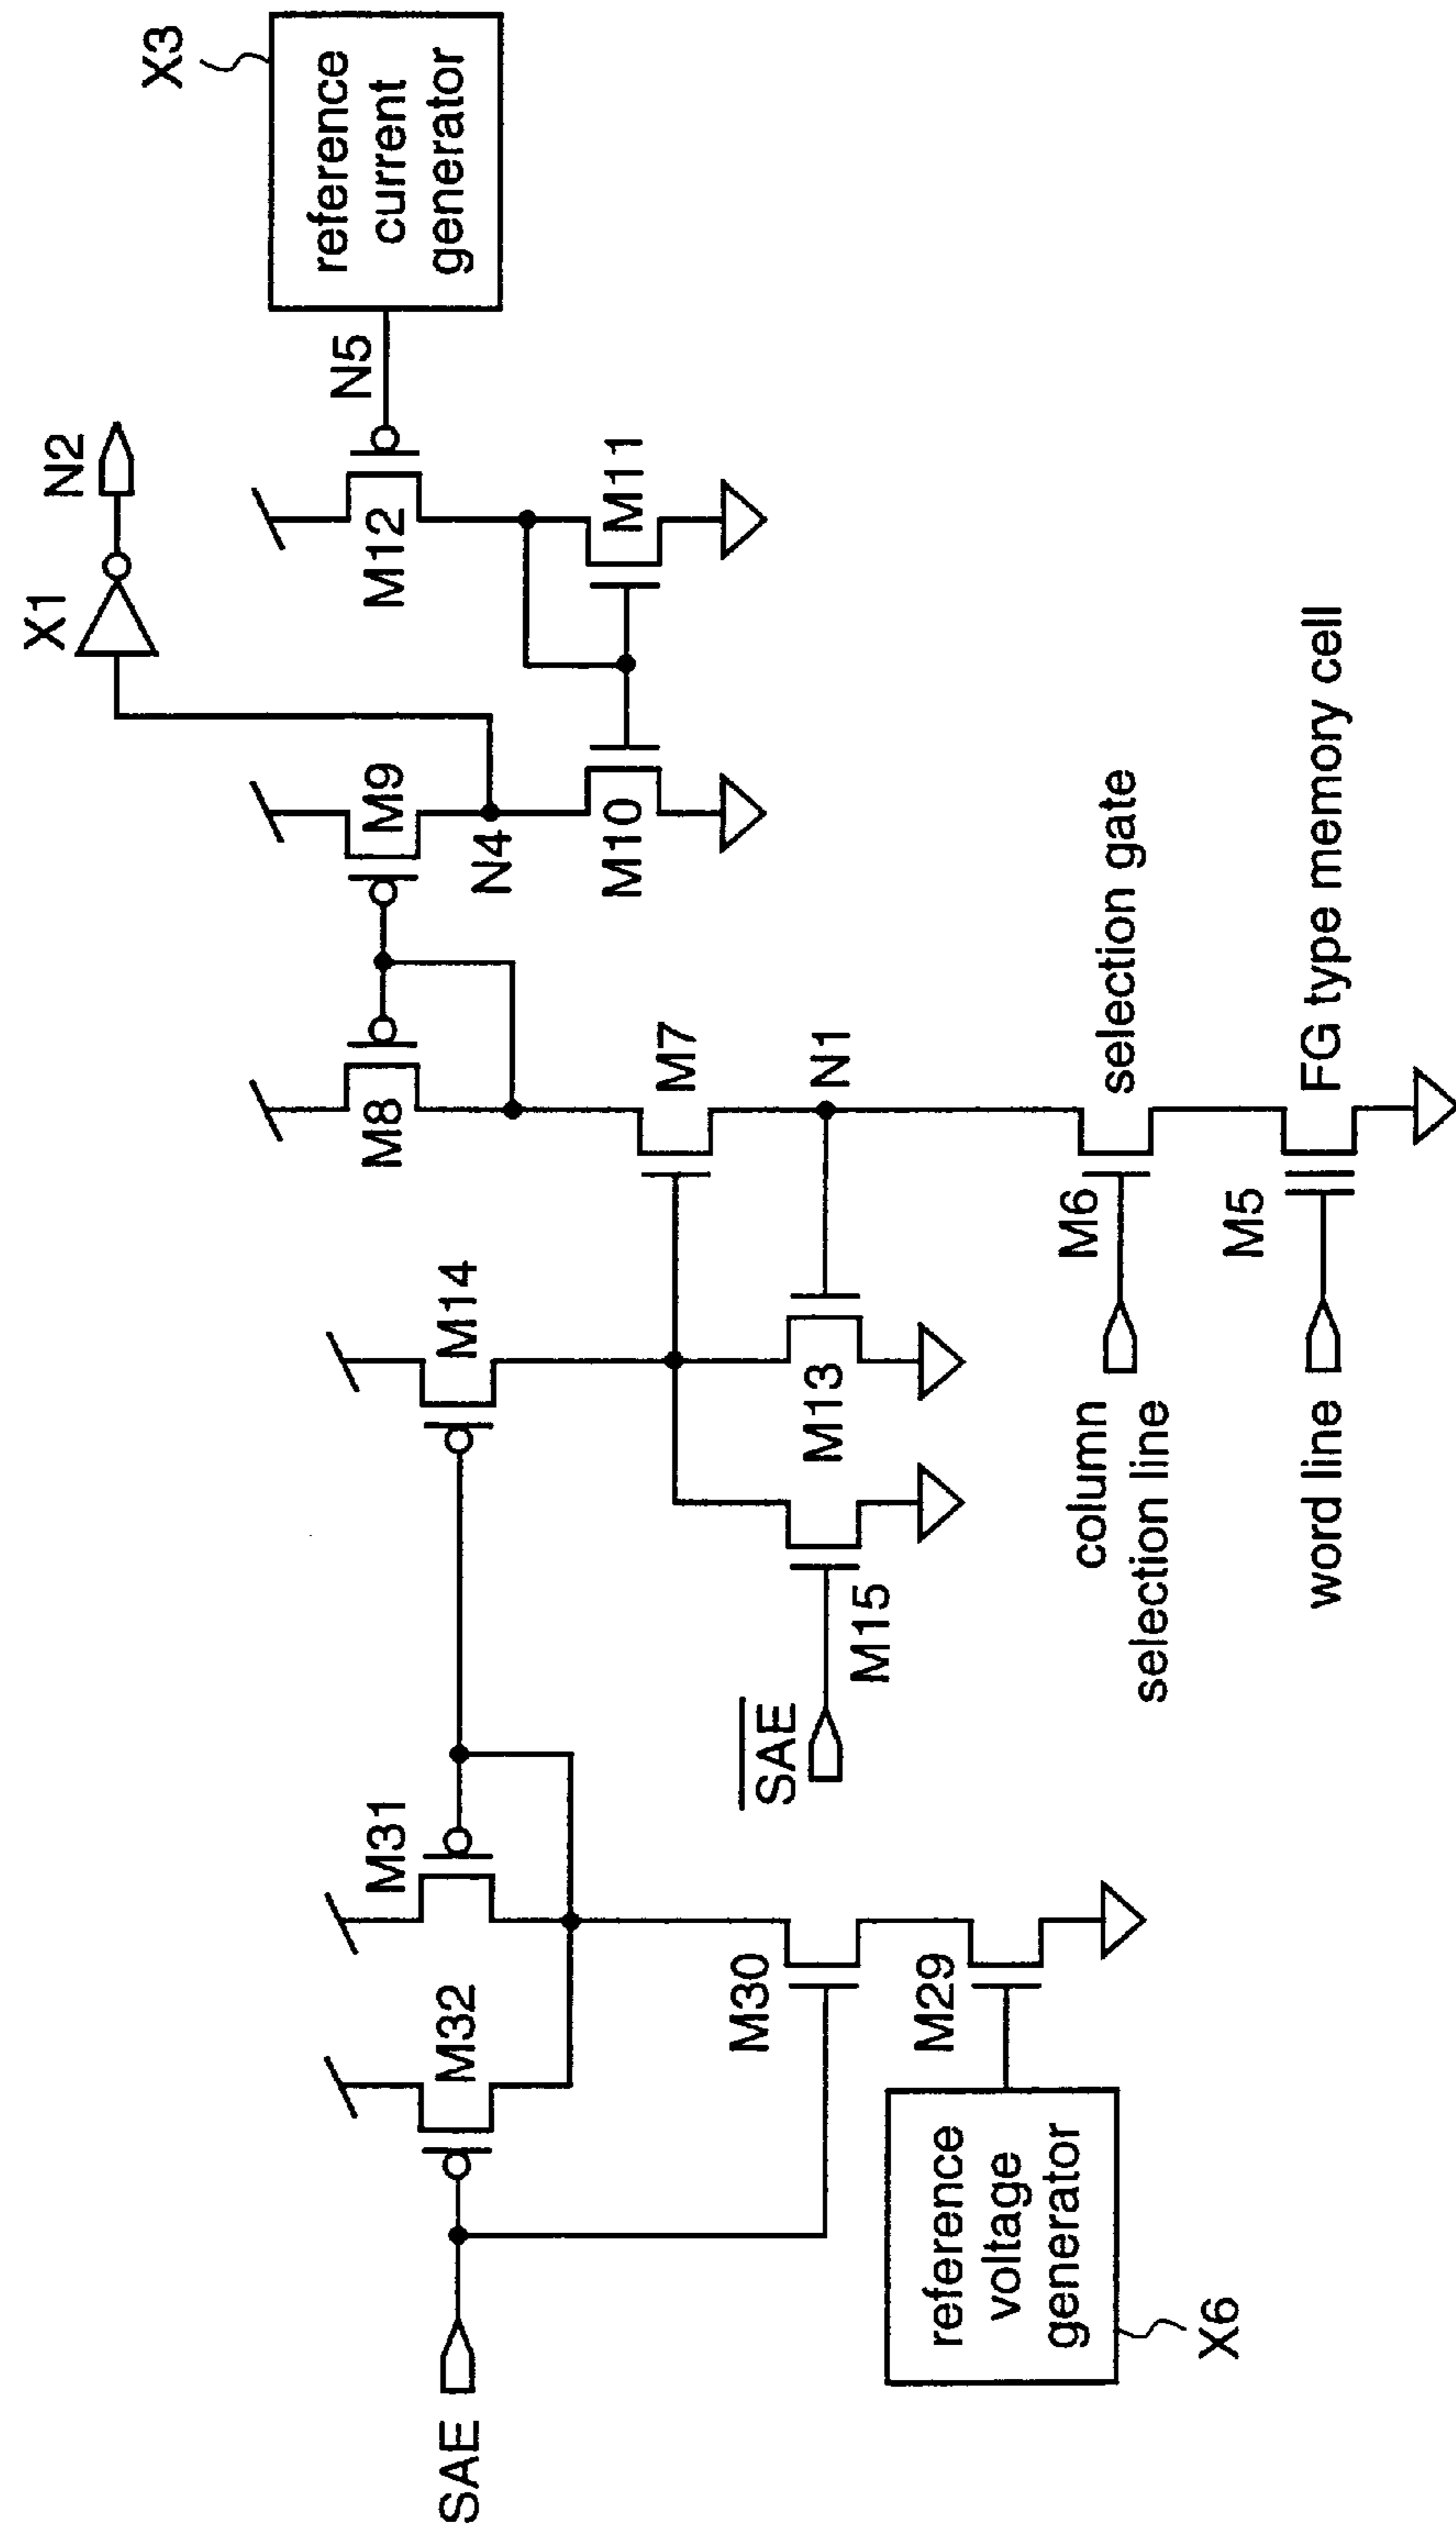 X3
reference
current
generator
N5
N2
X1
M12
M11
M9
N4
M10
M8
M7
N1
selection gate
FG type memory cell
M6
M5
M14
M13
column
selection line
word line
M15
SAE
M31
M32
M30
M29
SAE
reference
voltage
generator
X6